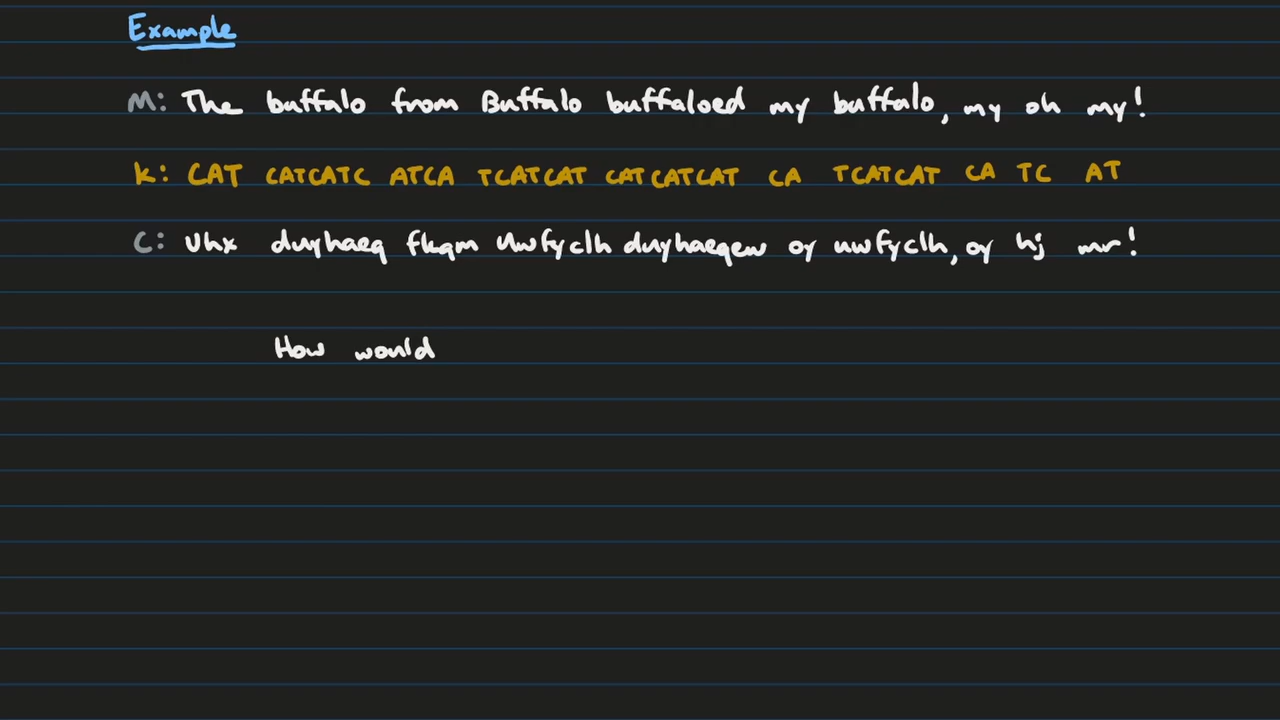 Example
M: The buffalo from Buffalo buffaloed my buffalo, my oh my!
K: CAT CATCATC ATCA TCATCAT CATCATCAT CA TCATCAT CA TC AT
C: Vhx duyhaeq fkqm Uwfyclh duyhaeqew oy uwfyclh, oy hj mr!
How would